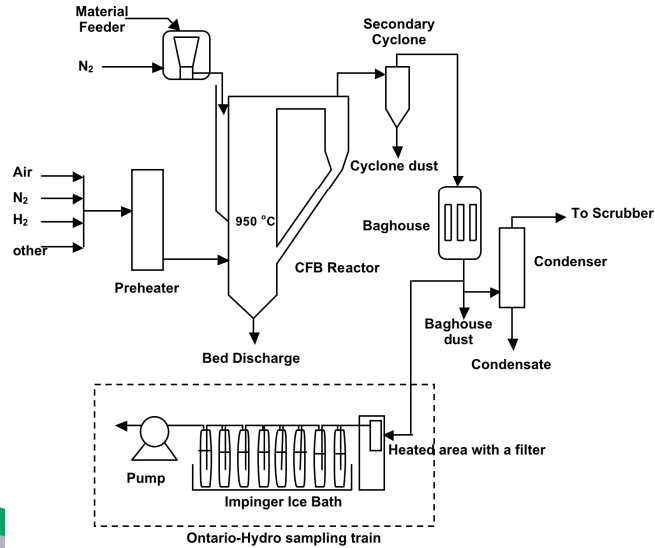 Material
Feeder
N₂
Secondary
Cyclone
Cyclone dust
Air
N₂
H₂
other
Preheater
950 °C
CFB Reactor
Bed Discharge
Baghouse
To Scrubber
Condenser
Baghouse
dust
Condensate
Heated area with a filter
Pump
Impinger Ice Bath
Ontario-Hydro sampling train